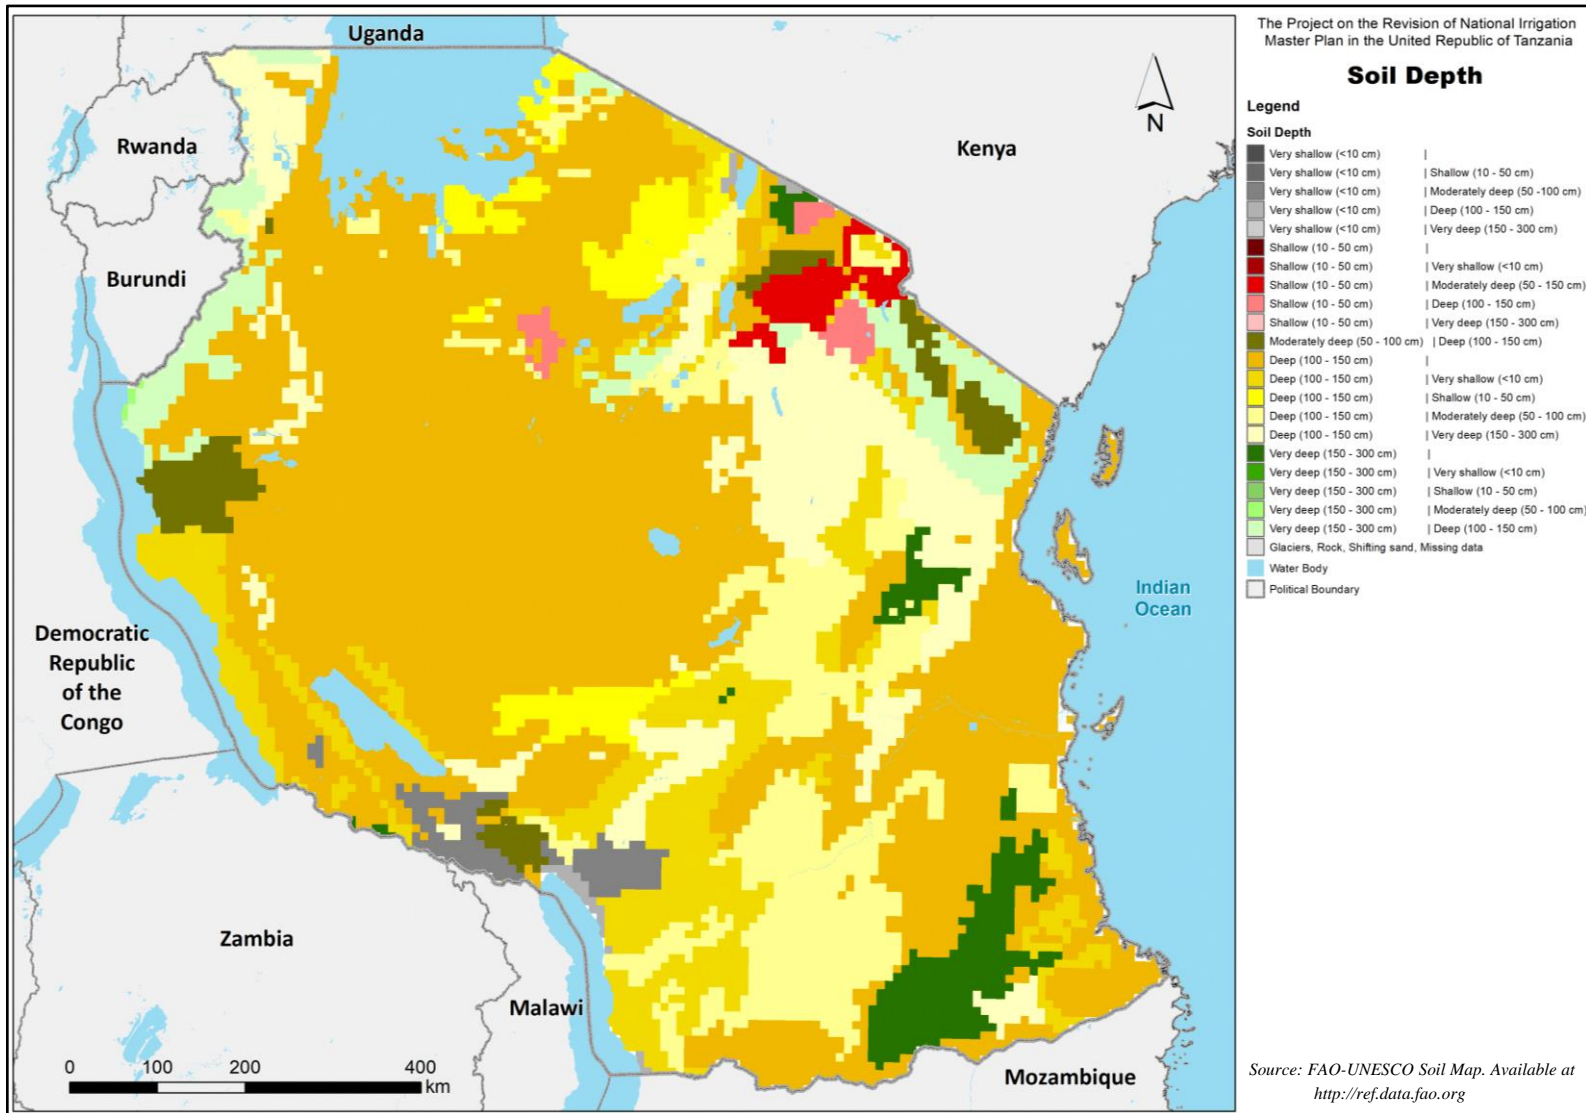 The Project on the Revision of National Irrigation
Master Plan in the United Republic of Tanzania
Soil Depth
Legend
Soil Depth
Very shallow (<10 cm) |
Very shallow (<10 cm) | Shallow (10 - 50 cm)
Very shallow (<10 cm) | Moderately deep (50 -100 cm)
Very shallow (<10 cm) | Deep (100 - 150 cm)
Very shallow (<10 cm) | Very deep (150 - 300 cm)
Shallow (10 - 50 cm) |
Shallow (10 - 50 cm) | Very shallow (<10 cm)
Shallow (10 - 50 cm) | Moderately deep (50 - 150 cm)
Shallow (10 - 50 cm) | Deep (100 - 150 cm)
Shallow (10 - 50 cm) | Very deep (150 - 300 cm)
Moderately deep (50 - 100 cm) | Deep (100 - 150 cm)
Deep (100 - 150 cm) |
Deep (100 - 150 cm) | Very shallow (<10 cm)
Deep (100 - 150 cm) | Shallow (10 - 50 cm)
Deep (100 - 150 cm) | Moderately deep (50 - 100 cm)
Deep (100 - 150 cm) | Very deep (150 - 300 cm)
Very deep (150 - 300 cm) |
Very deep (150 - 300 cm) | Very shallow (<10 cm)
Very deep (150 - 300 cm) | Shallow (10 - 50 cm)
Very deep (150 - 300 cm) | Moderately deep (50 - 100 cm)
Very deep (150 - 300 cm) | Deep (100 - 150 cm)
Glaciers, Rock, Shifting sand, Missing data
Water Body
Political Boundary
Uganda
Rwanda
Kenya
N
Burundi
Indian
Ocean
Democratic
Republic
of the
Congo
Zambia
Malawi
Mozambique
0 100 200 400
km
Source: FAO-UNESCO Soil Map. Available at
http://ref.data.fao.org